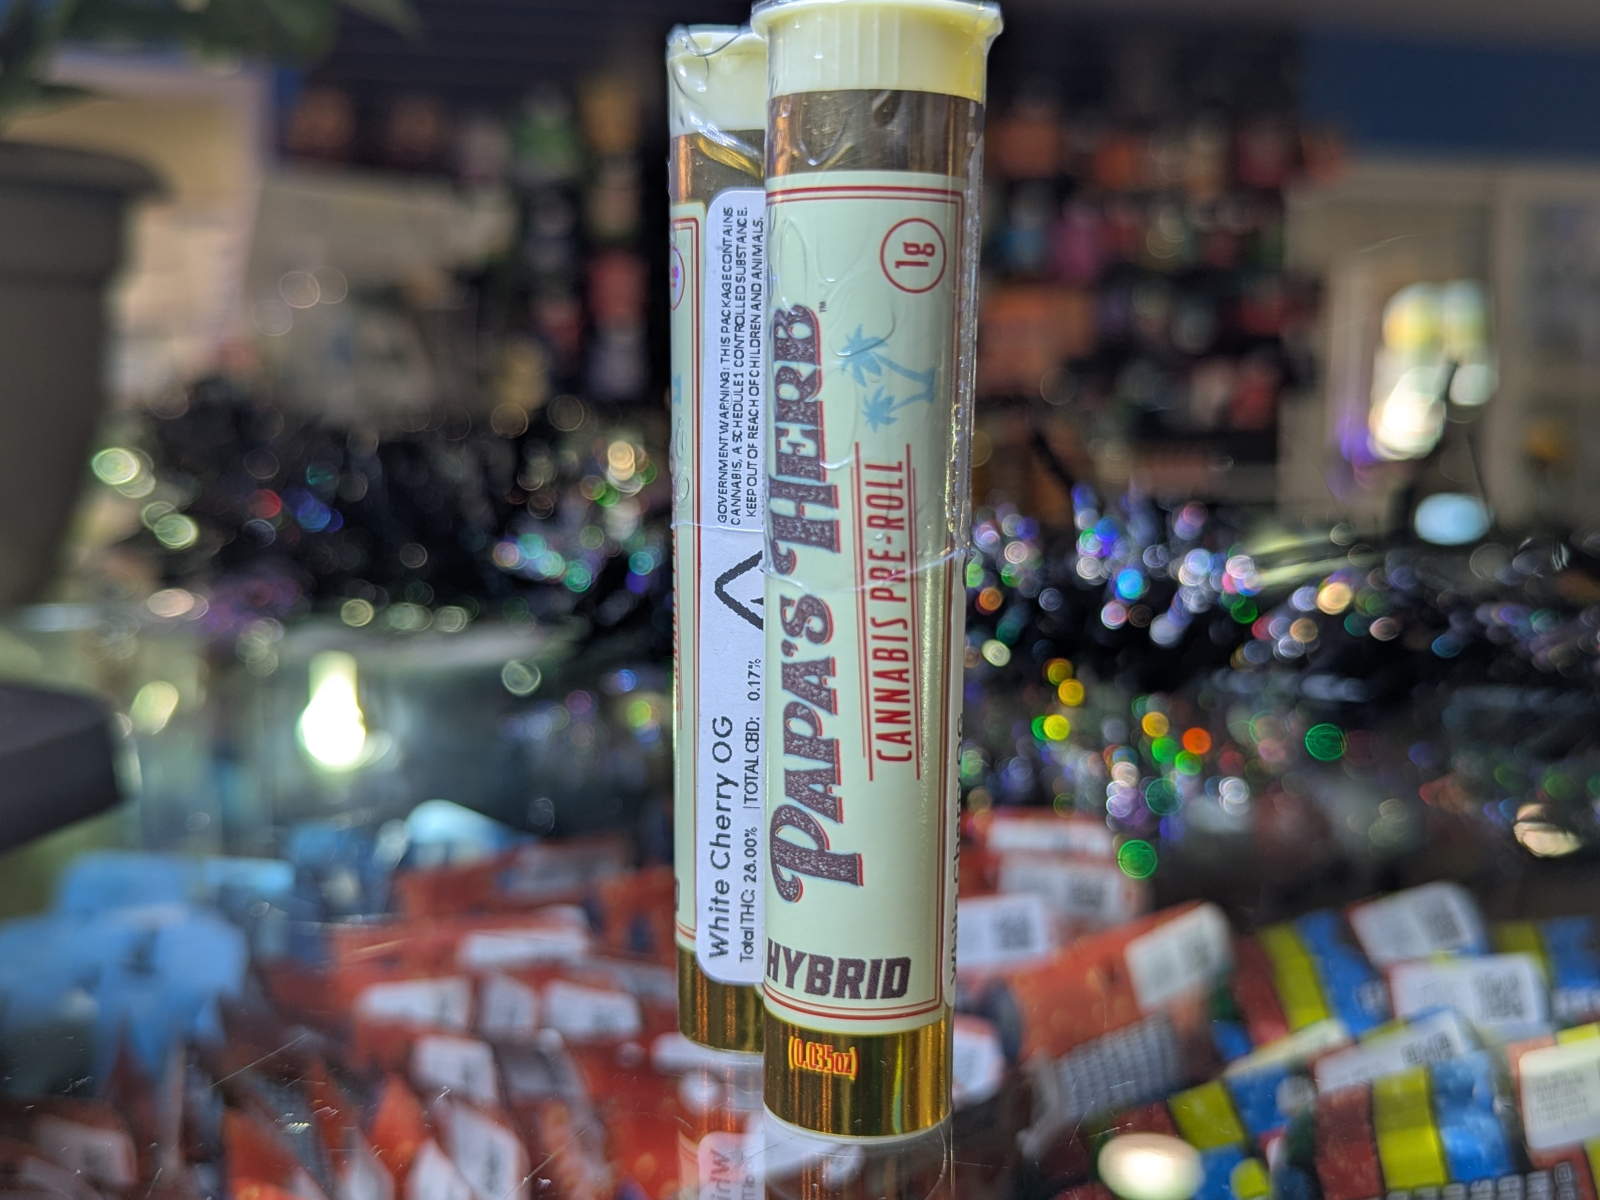 1g
PAPA'S HERB™
CANNABIS PRE-ROLL
HYBRID
(0.035oz)
GOVERNMENT WARNING: THIS PACKAGE CONTAINS
CANNABIS, A SCHEDULE 1 CONTROLLED SUBSTANCE.
KEEP OUT OF REACH OF CHILDREN AND ANIMALS.
White Cherry OG
Total THC: 28.00% | TOTAL CBD: 0.17%